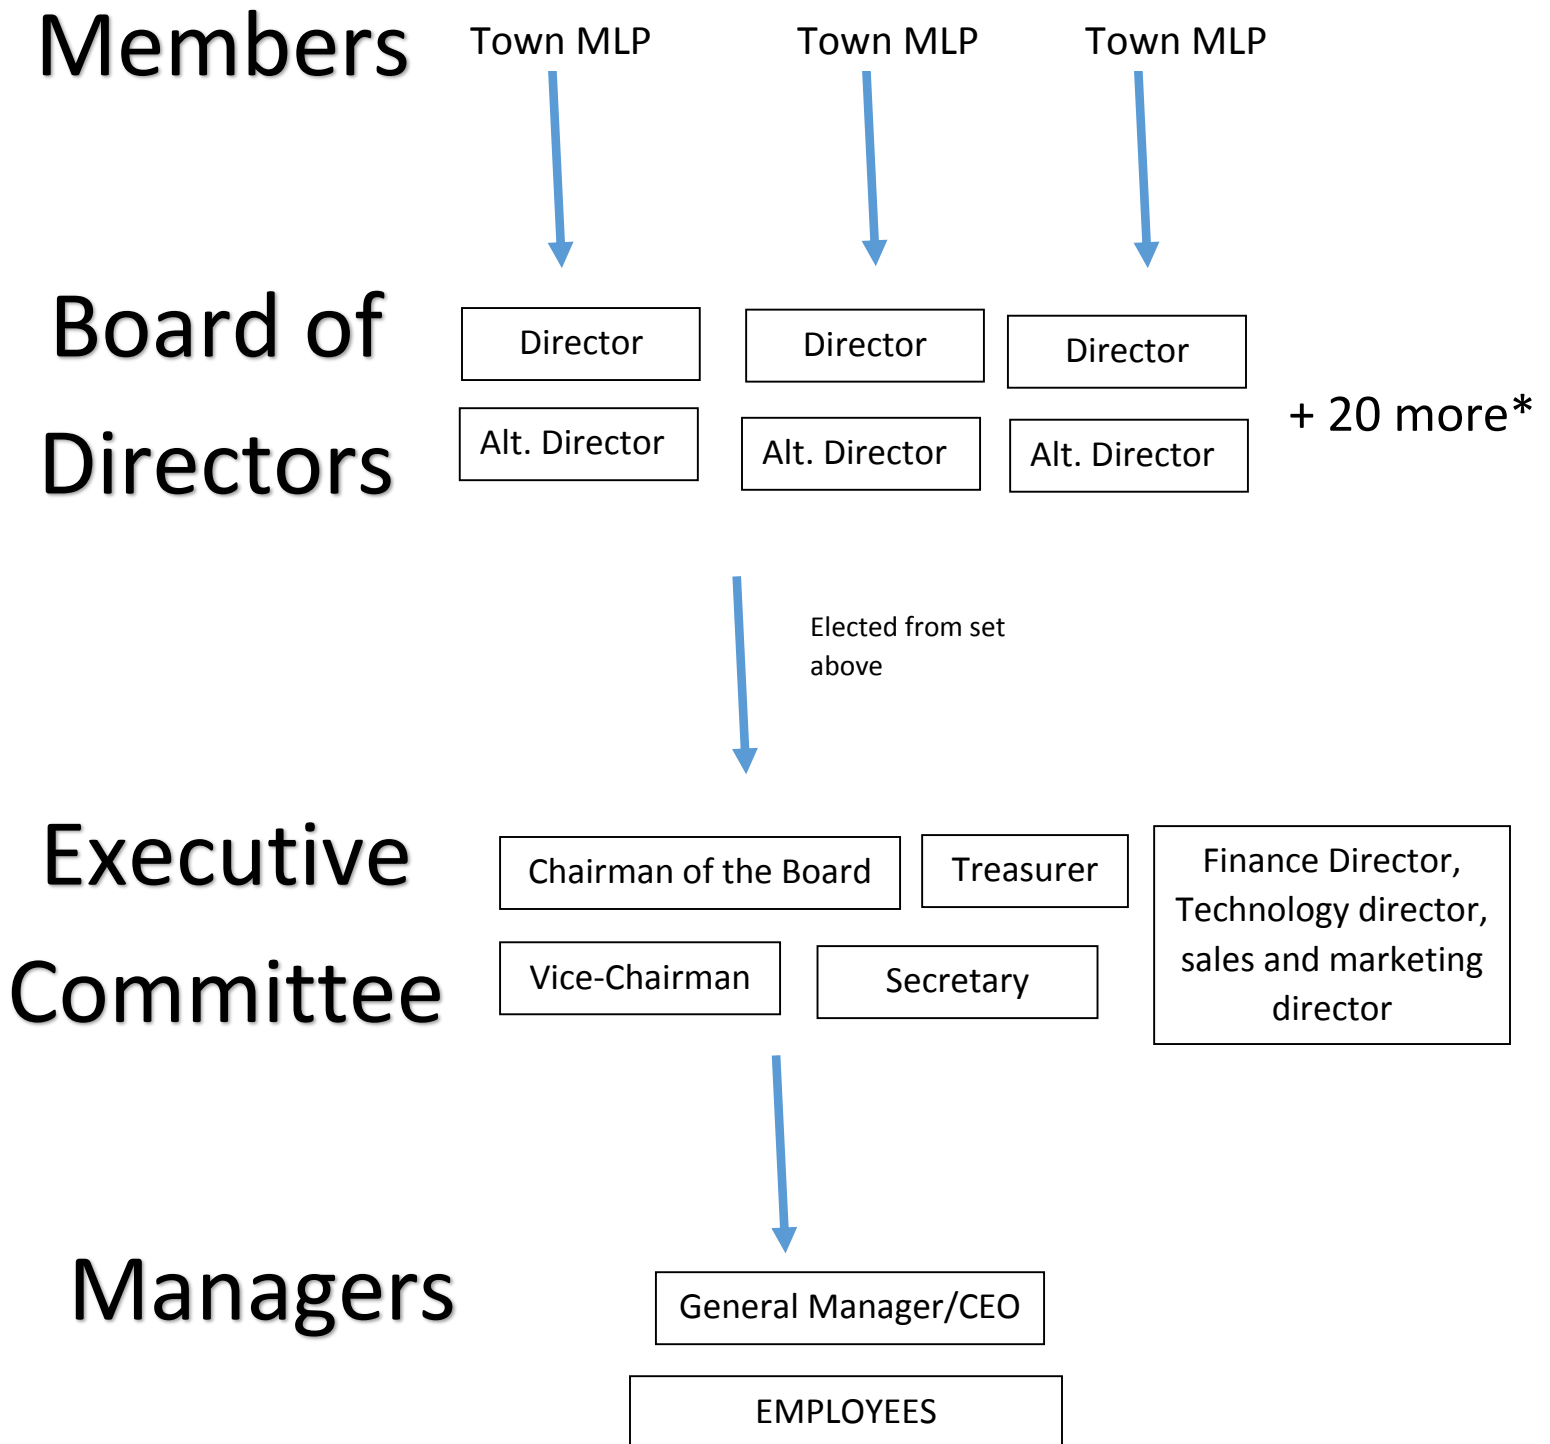 Members
Town MLP
Town MLP
Town MLP
Board of
Directors
Director
Director
Director
Alt. Director
Alt. Director
Alt. Director
+ 20 more*
Elected from set
above
Executive
Committee
Chairman of the Board
Treasurer
Vice-Chairman
Secretary
Finance Director,
Technology director,
sales and marketing
director
Managers
General Manager/CEO
EMPLOYEES